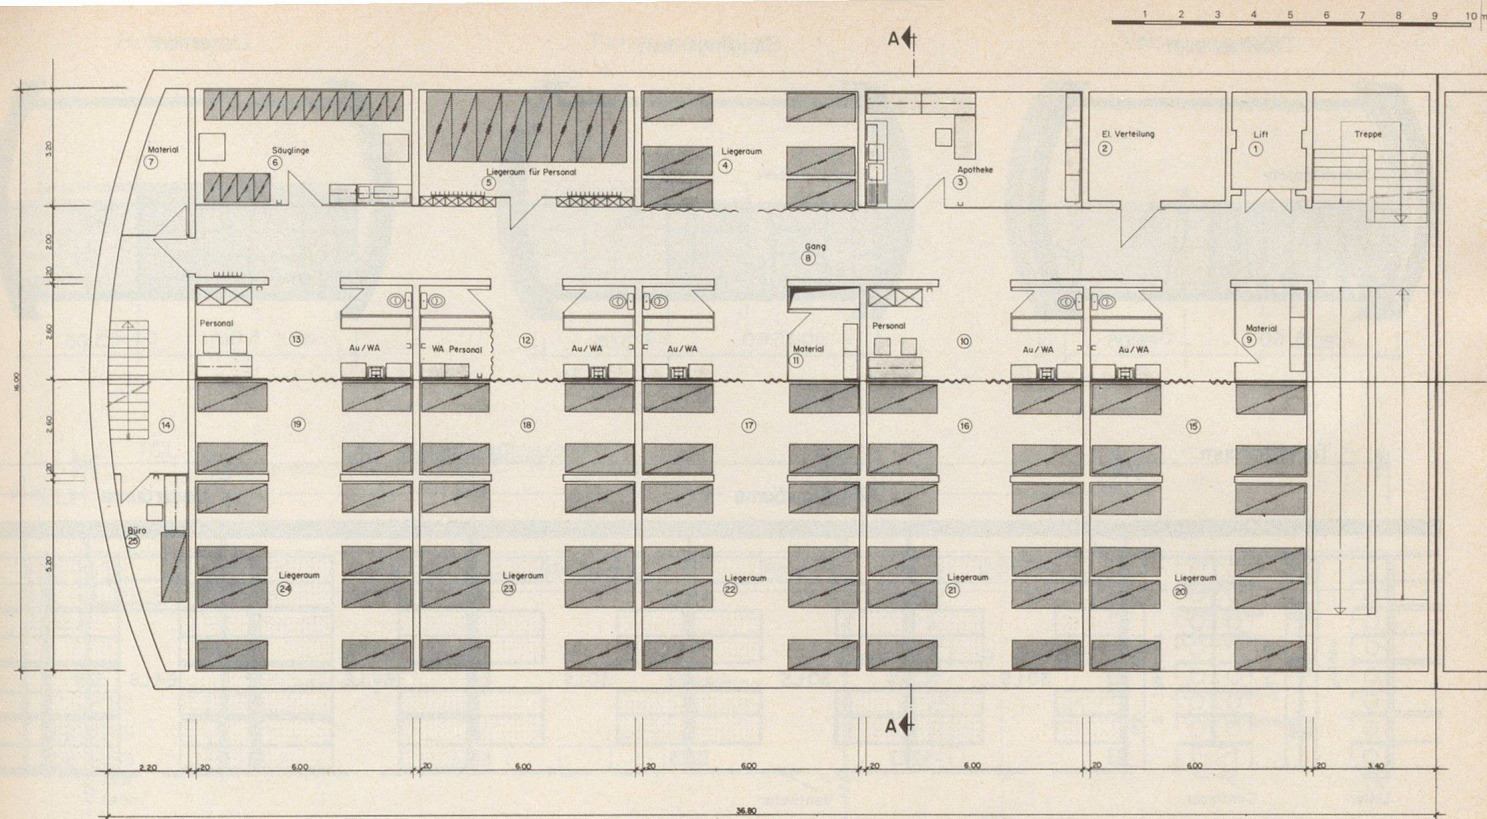 1 2 3 4 5 6 7 8 9 10 m
A
Material
7
Säuglinge
6
Liegeraum für Personal
5
Liegeraum
4
Apotheke
3
El. Verteilung
2
Lift
1
Treppe
Gang
8
Personal
13
Au/WA
WA Personal
12
Au/WA
Au/WA
Material
11
Personal
10
Au/WA
Au/WA
Material
9
14
19
18
17
16
15
Büro
25
Liegeraum
24
Liegeraum
23
Liegeraum
22
Liegeraum
21
Liegeraum
20
A
3.20
2.00
20
2.60
2.60
20
5.20
16.00
2.20 20 6.00 20 6.00 20 6.00 20 6.00 20 6.00 20 3.40
36.80